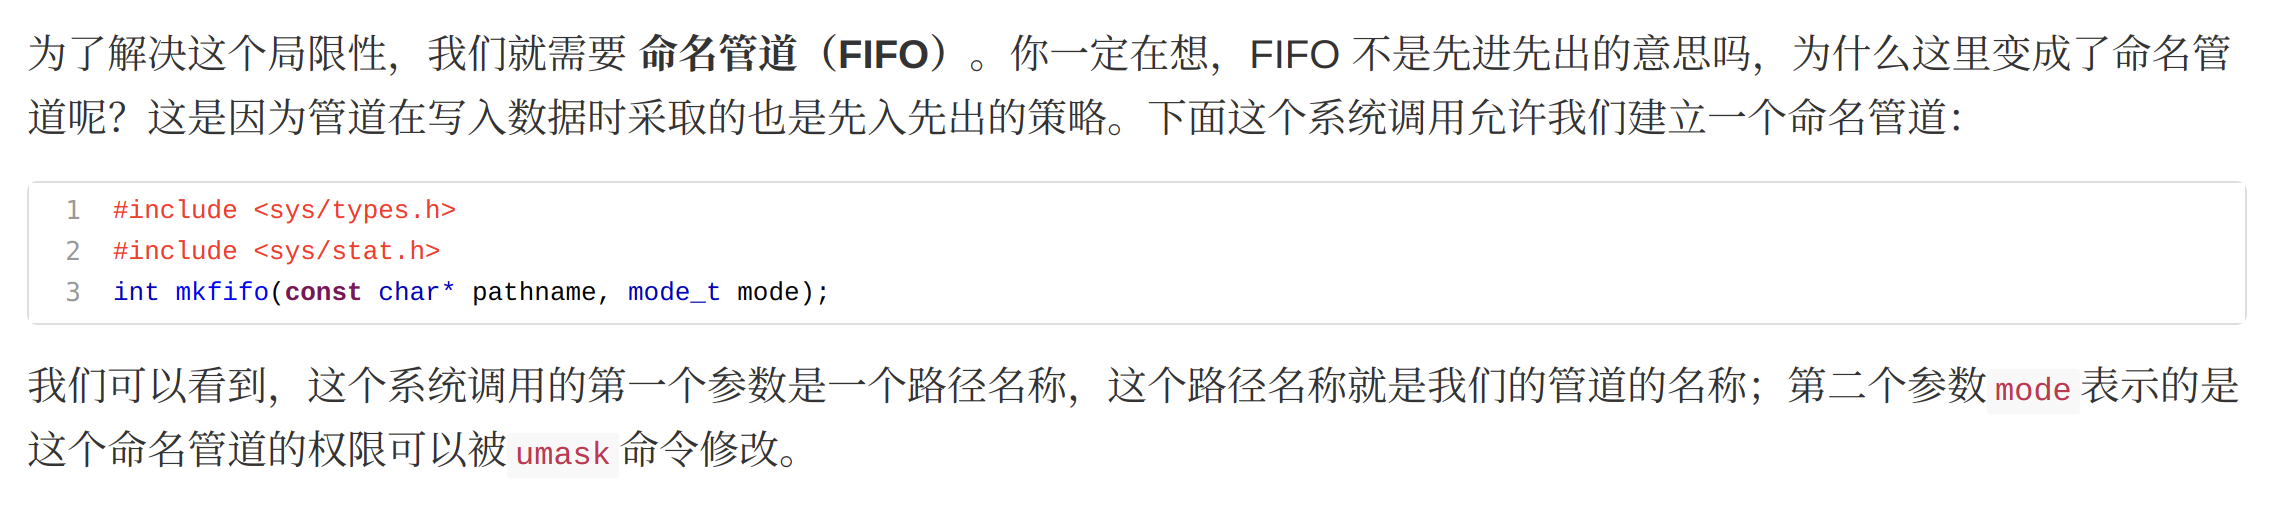 为了解决这个局限性，我们就需要 命名管道（FIFO）。你一定在想，FIFO 不是先进先出的意思吗，为什么这里变成了命名管
道呢？这是因为管道在写入数据时采取的也是先入先出的策略。下面这个系统调用允许我们建立一个命名管道：
1 #include <sys/types.h>
2 #include <sys/stat.h>
3 int mkfifo(const char* pathname, mode_t mode);
我们可以看到，这个系统调用的第一个参数是一个路径名称，这个路径名称就是我们的管道的名称；第二个参数 mode 表示的是
这个命名管道的权限可以被 umask 命令修改。